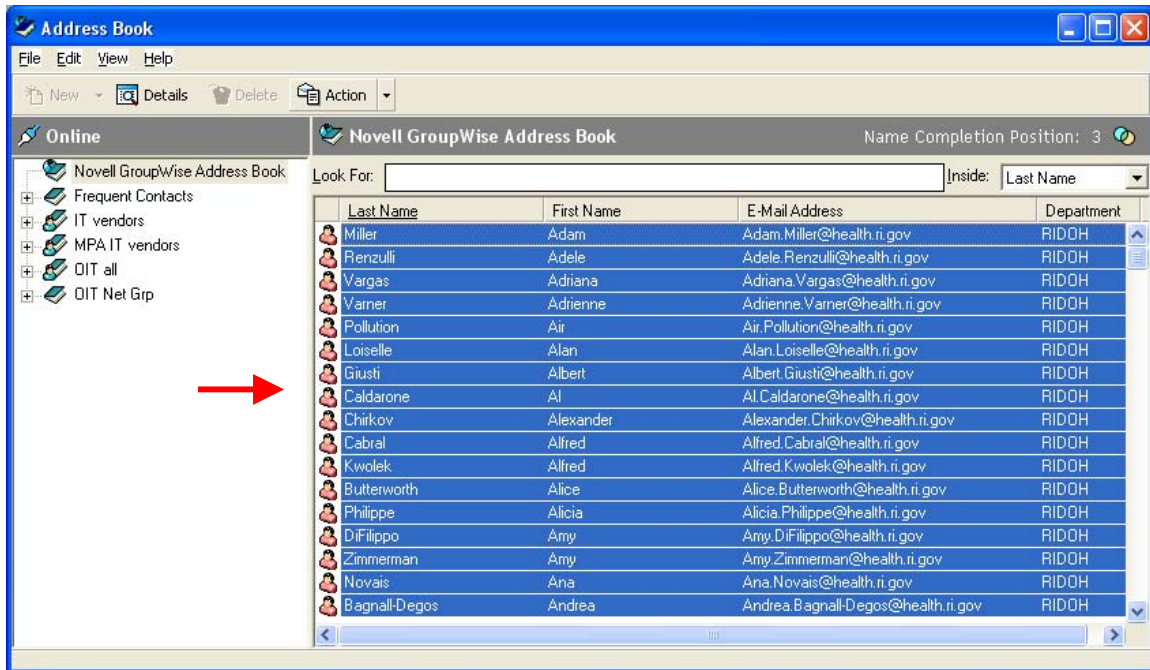 Address Book
File Edit View Help
New Details Delete Action
Online
Novell GroupWise Address Book Name Completion Position: 3
Novell GroupWise Address Book
Frequent Contacts
IT vendors
MPA IT vendors
OIT all
OIT Net Grp
Look For: Inside: Last Name
Last Name First Name E-Mail Address Department
Miller Adam Adam.Miller@health.ri.gov RIDOH
Renzulli Adele Adele.Renzulli@health.ri.gov RIDOH
Vargas Adriana Adriana.Vargas@health.ri.gov RIDOH
Varner Adrienne Adrienne.Varner@health.ri.gov RIDOH
Pollution Air Air.Pollution@health.ri.gov RIDOH
Loiselle Alan Alan.Loiselle@health.ri.gov RIDOH
Giusti Albert Albert.Giusti@health.ri.gov RIDOH
Caldarone Al Al.Caldarone@health.ri.gov RIDOH
Chirkov Alexander Alexander.Chirkov@health.ri.gov RIDOH
Cabral Alfred Alfred.Cabral@health.ri.gov RIDOH
Kwolek Alfred Alfred.Kwolek@health.ri.gov RIDOH
Butterworth Alice Alice.Butterworth@health.ri.gov RIDOH
Philippe Alicia Alicia.Philippe@health.ri.gov RIDOH
DiFilippo Amy Amy.DiFilippo@health.ri.gov RIDOH
Zimmerman Amy Amy.Zimmerman@health.ri.gov RIDOH
Novais Ana Ana.Novais@health.ri.gov RIDOH
Bagnall-Degos Andrea Andrea.Bagnall-Degos@health.ri.gov RIDOH